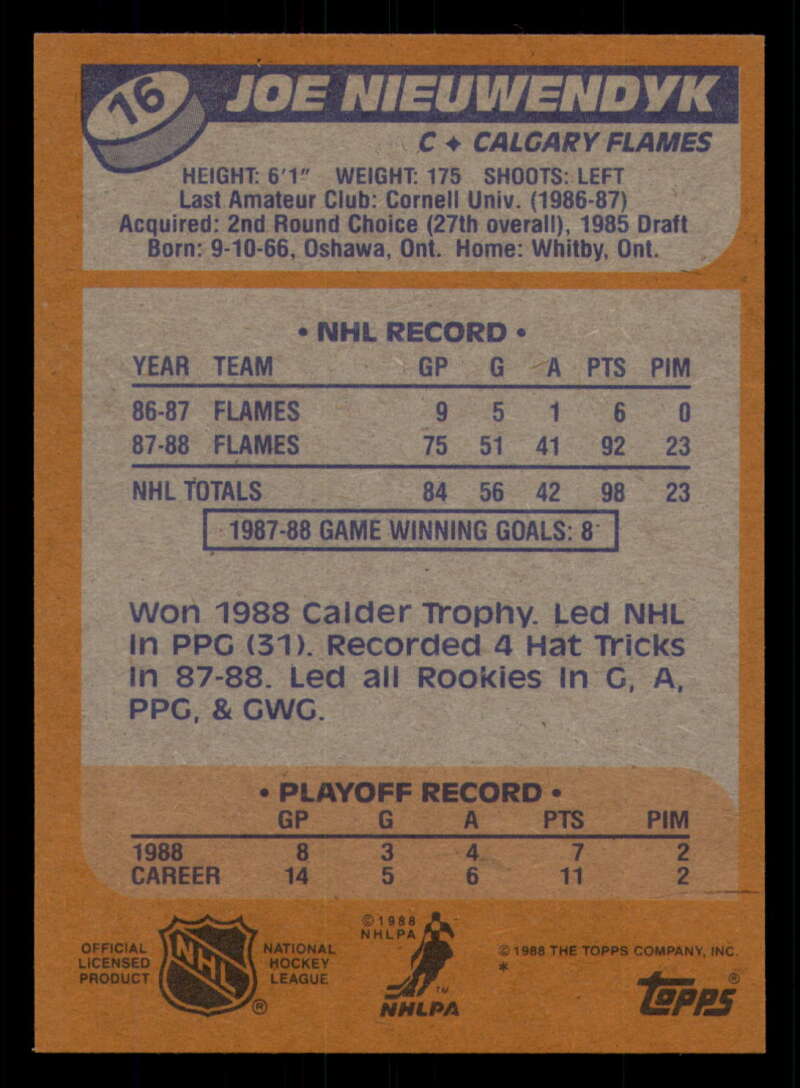 16
JOE NIEUWENDYK
C ✦ CALGARY FLAMES
HEIGHT: 6'1" WEIGHT: 175 SHOOTS: LEFT
Last Amateur Club: Cornell Univ. (1986-87)
Acquired: 2nd Round Choice (27th overall), 1985 Draft
Born: 9-10-66, Oshawa, Ont. Home: Whitby, Ont.
• NHL RECORD •
YEAR TEAM GP G A PTS PIM
86-87 FLAMES 9 5 1 6 0
87-88 FLAMES 75 51 41 92 23
NHL TOTALS 84 56 42 98 23
1987-88 GAME WINNING GOALS: 8
Won 1988 Calder Trophy. Led NHL
in PPG (31). Recorded 4 Hat Tricks
in 87-88. Led all Rookies in G, A,
PPG, & GWG.
• PLAYOFF RECORD •
GP G A PTS PIM
1988 8 3 4 7 2
CAREER 14 5 6 11 2
OFFICIAL
LICENSED
PRODUCT
NHL
®
NATIONAL
HOCKEY
LEAGUE
© 1988
NHLPA
TM
NHLPA
© 1988 THE TOPPS COMPANY, INC.
*
topps®